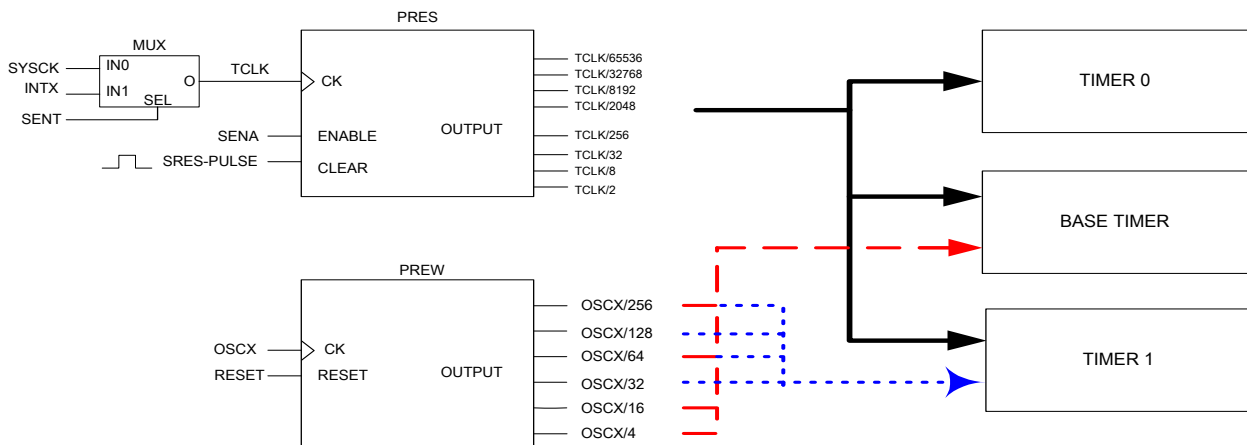 PRES
MUX
SYSCK
IN0
INTX
IN1
O
SEL
SENT
TCLK
CK
SENA
ENABLE
SRES-PULSE
CLEAR
OUTPUT
TCLK/65536
TCLK/32768
TCLK/8192
TCLK/2048
TCLK/256
TCLK/32
TCLK/8
TCLK/2
TIMER 0
BASE TIMER
TIMER 1
PREW
OSCX
CK
RESET
RESET
OUTPUT
OSCX/256
OSCX/128
OSCX/64
OSCX/32
OSCX/16
OSCX/4